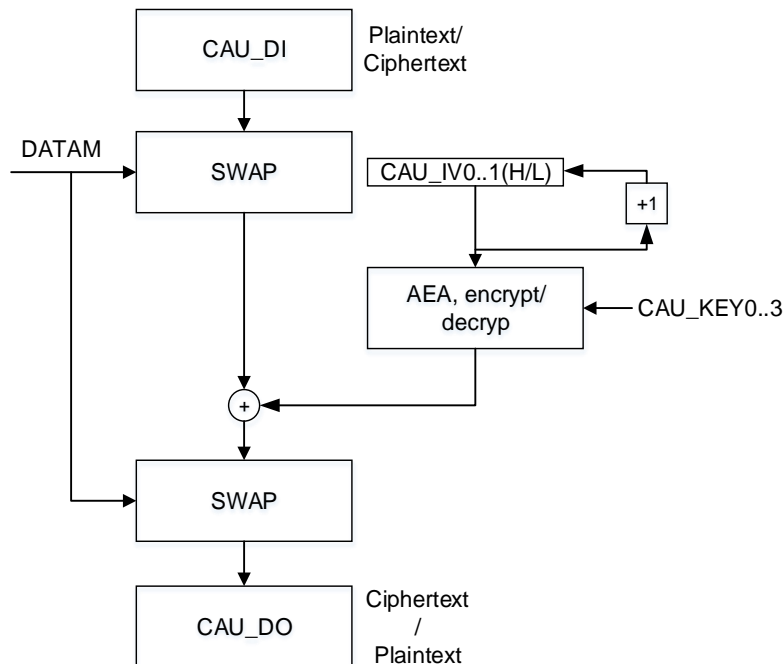 CAU_DI
Plaintext/
Ciphertext
DATAM
SWAP
CAU_IV0..1(H/L)
+1
AEA, encrypt/
decryp
CAU_KEY0..3
+
SWAP
CAU_DO
Ciphertext
/
Plaintext